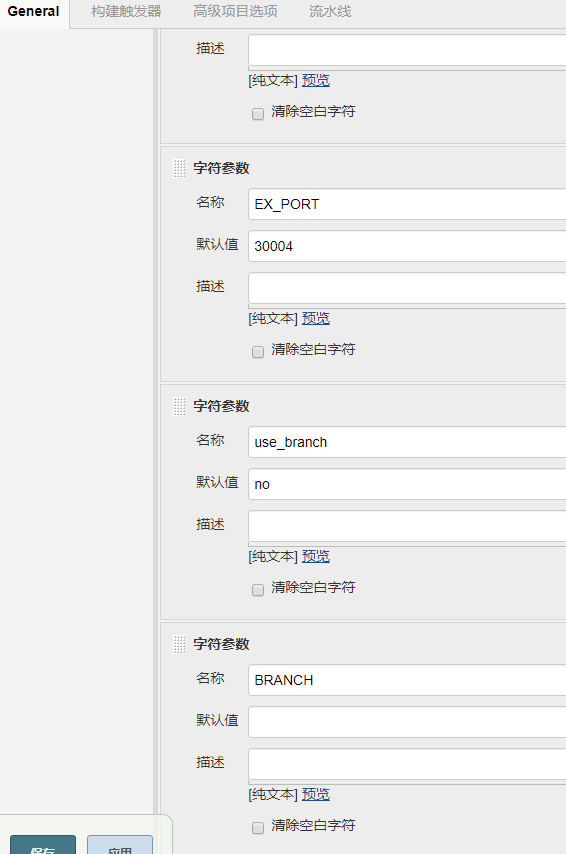 General 构建触发器 高级项目选项 流水线
描述
[纯文本] 预览
清除空白字符
字符参数
名称 EX_PORT
默认值 30004
描述
[纯文本] 预览
清除空白字符
字符参数
名称 use_branch
默认值 no
描述
[纯文本] 预览
清除空白字符
字符参数
名称 BRANCH
默认值
描述
[纯文本] 预览
清除空白字符
保存 应用